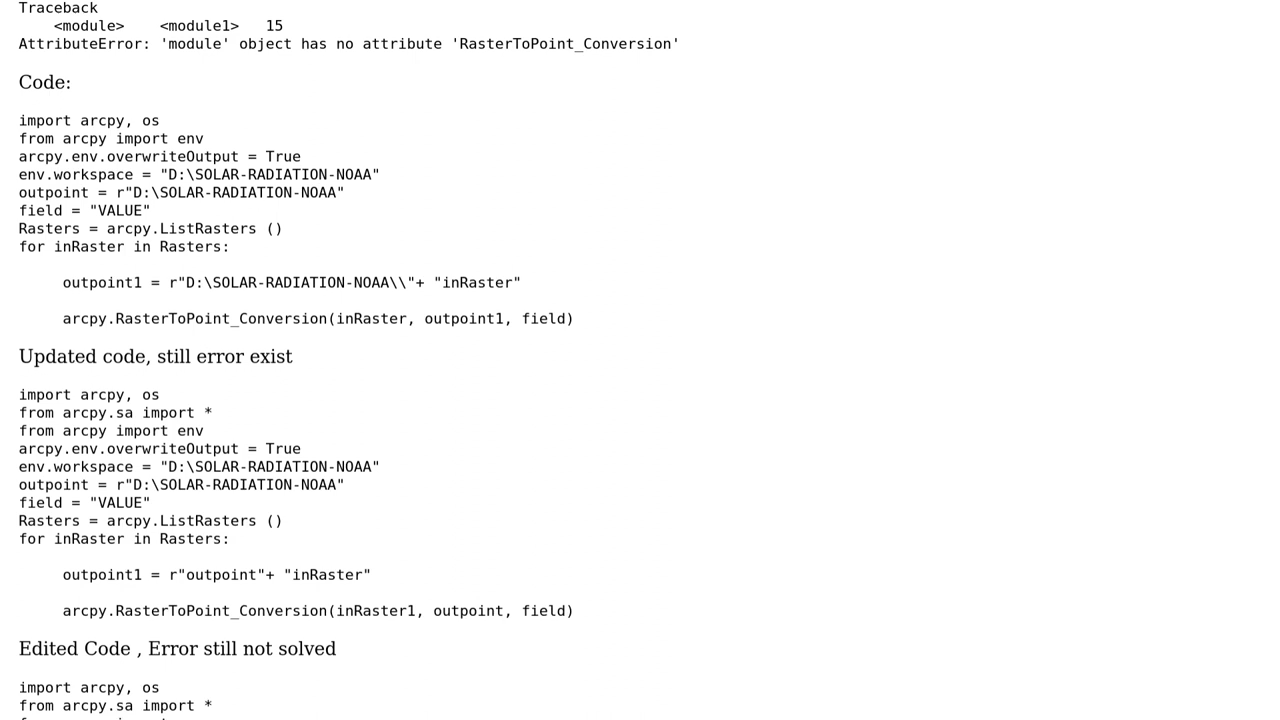 Traceback
    <module>    <module1>   15
AttributeError: 'module' object has no attribute 'RasterToPoint_Conversion'
Code:
import arcpy, os
from arcpy import env
arcpy.env.overwriteOutput = True
env.workspace = "D:\SOLAR-RADIATION-NOAA"
outpoint = r"D:\SOLAR-RADIATION-NOAA"
field = "VALUE"
Rasters = arcpy.ListRasters ()
for inRaster in Rasters:
     outpoint1 = r"D:\SOLAR-RADIATION-NOAA\\"+ "inRaster"
     arcpy.RasterToPoint_Conversion(inRaster, outpoint1, field)
Updated code, still error exist
import arcpy, os
from arcpy.sa import *
from arcpy import env
arcpy.env.overwriteOutput = True
env.workspace = "D:\SOLAR-RADIATION-NOAA"
outpoint = r"D:\SOLAR-RADIATION-NOAA"
field = "VALUE"
Rasters = arcpy.ListRasters ()
for inRaster in Rasters:
     outpoint1 = r"outpoint"+ "inRaster"
     arcpy.RasterToPoint_Conversion(inRaster1, outpoint, field)
Edited Code , Error still not solved
import arcpy, os
from arcpy.sa import *